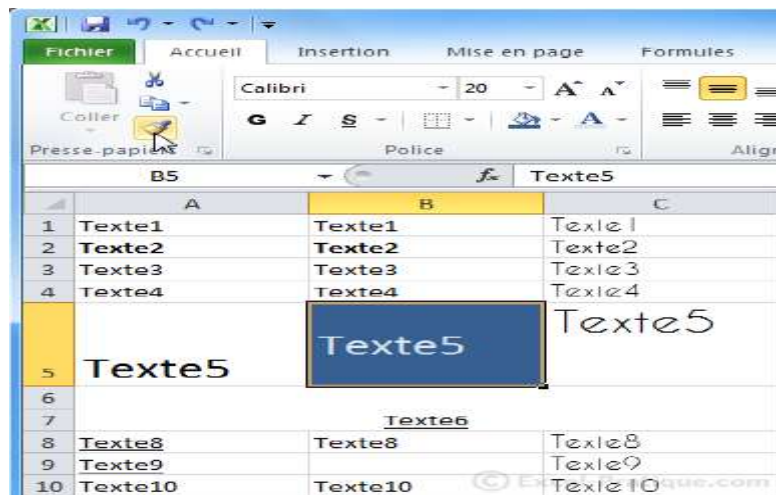 Fichier Accueil Insertion Mise en page Formules
Calibri 20 A A
Coller G I S A
Presse-papiers Police Alig
B5 fx Texte5
A B C
1 Texte1 Texte1 Texte1
2 Texte2 Texte2 Texte2
3 Texte3 Texte3 Texte3
4 Texte4 Texte4 Texte4
5 Texte5 Texte5 Texte5
6
7 Texte6
8 Texte8 Texte8 Texte8
9 Texte9 Texte9
10 Texte10 Texte10 Texte10